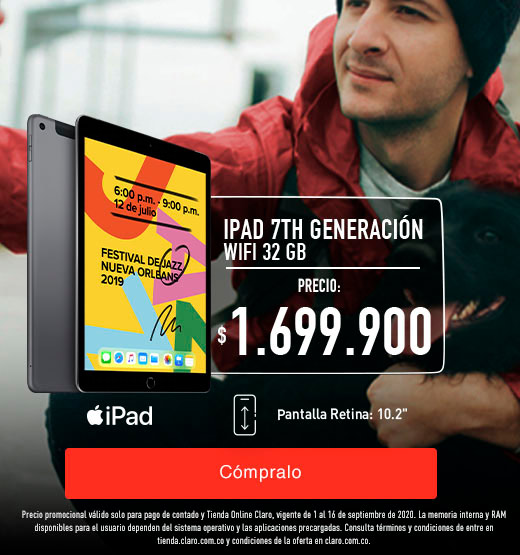 6:00 p.m. - 9:00 p.m.
12 de julio
FESTIVAL DE JAZZ
NUEVA ORLEANS
2019
IPAD 7TH GENERACIÓN
WIFI 32 GB
PRECIO:
$1.699.900
iPad
Pantalla Retina: 10.2"
Cómpralo
Precio promocional válido solo para pago de contado y Tienda Online Claro, vigente de 1 al 16 de septiembre de 2020. La memoria interna y RAM
disponibles para el usuario dependen del sistema operativo y las aplicaciones precargadas. Consulta términos y condiciones de entre en
tienda.claro.com.co y condiciones de la oferta en claro.com.co.